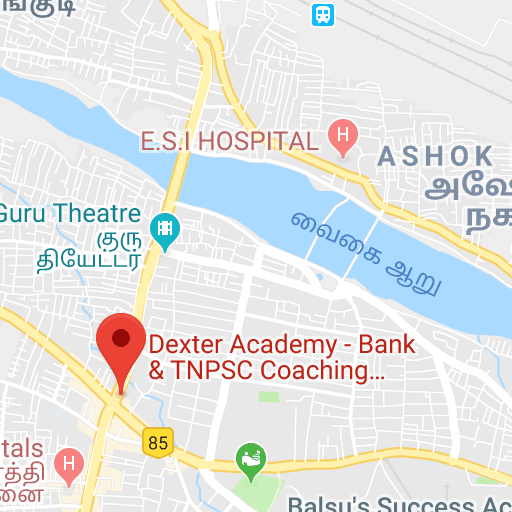 E.S.I HOSPITAL
H
ASHOK
Guru Theatre
குரு
தியேட்டர்
வைகை ஆறு
Dexter Academy - Bank
& TNPSC Coaching...
85
H
Balsu's Success Ac